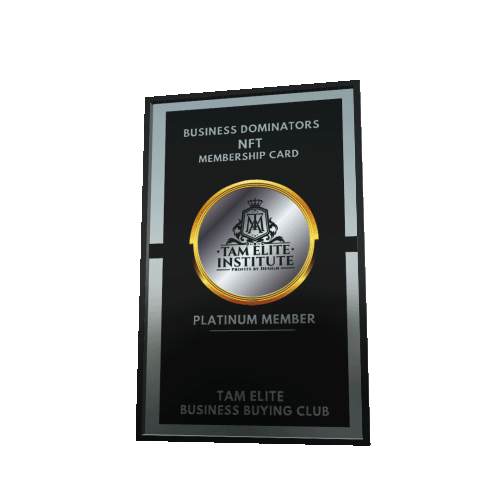 BUSINESS DOMINATORS
NFT
MEMBERSHIP CARD
TAM ELITE
INSTITUTE
PROFITS BY DESIGN
PLATINUM MEMBER
TAM ELITE
BUSINESS BUYING CLUB